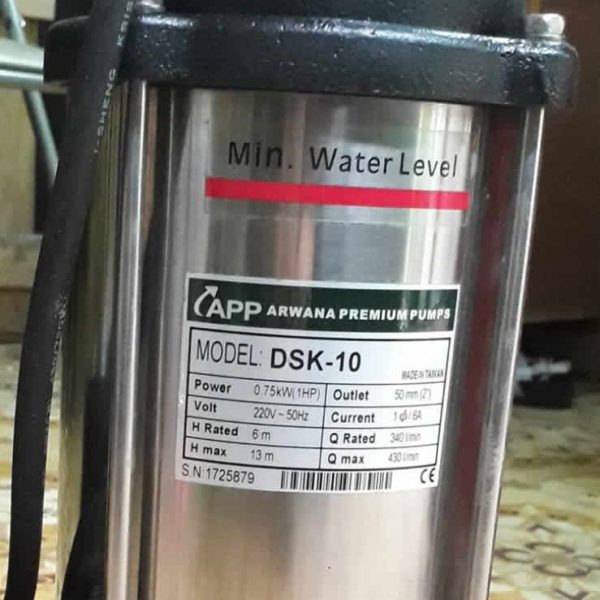 Min. Water Level
APP ARWANA PREMIUM PUMPS
MODEL: DSK-10
MADE IN TAIWAN
Power 0.75kW(1HP) Outlet 50 mm (2")
Volt 220V ~ 50Hz Current 1 ϕ / 6A
H Rated 6 m Q Rated 340 l/min
H max 13 m Q max 430 l/min
S.N:1725879 CE